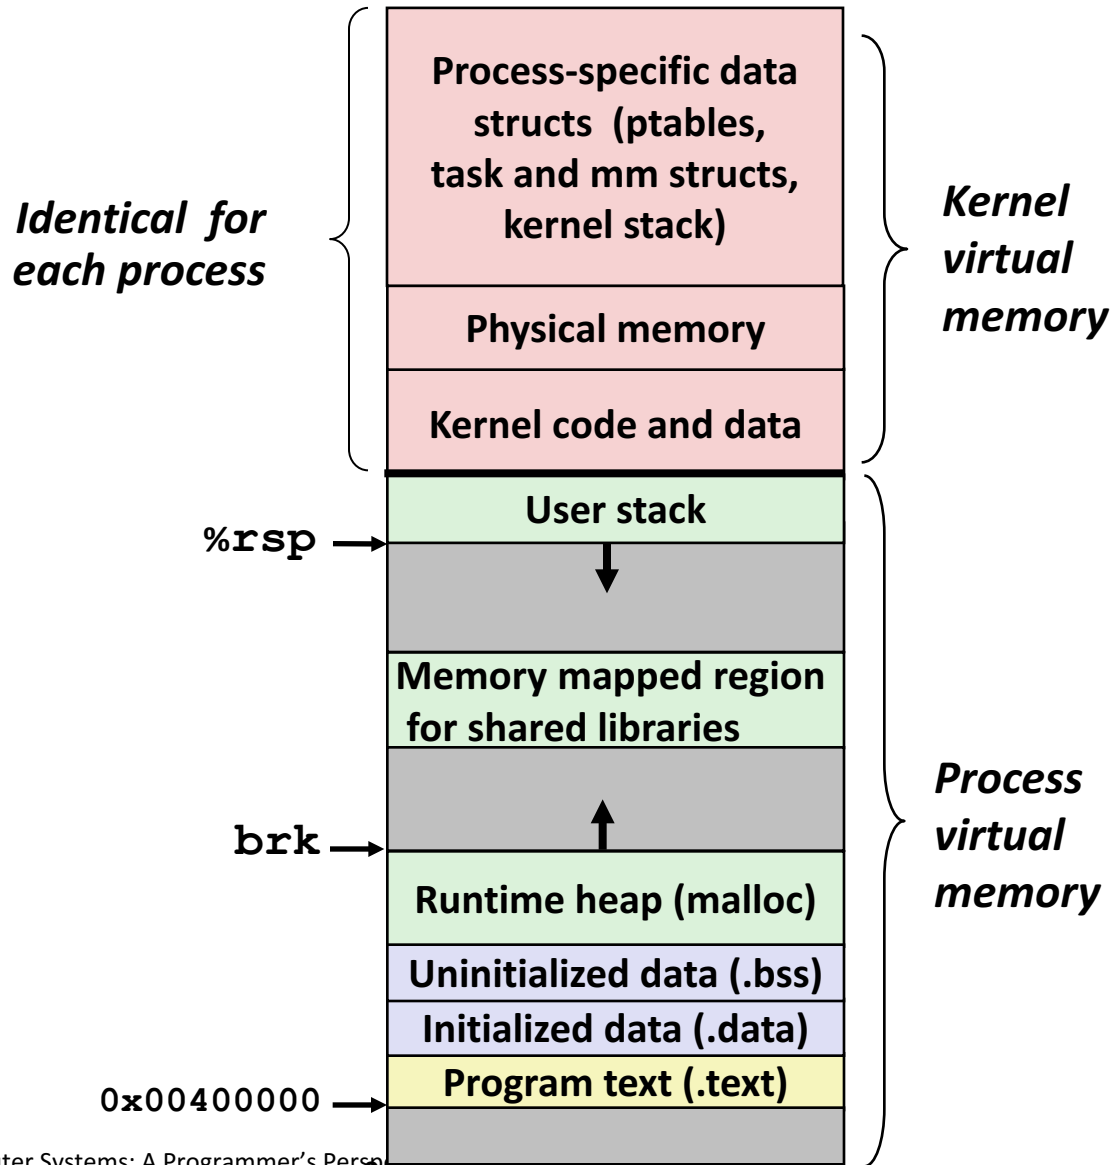 Process-specific data
structs (ptables,
task and mm structs,
kernel stack)
Identical for
each process
Kernel
virtual
memory
Physical memory
Kernel code and data
User stack
%rsp
Memory mapped region
for shared libraries
Process
virtual
memory
brk
Runtime heap (malloc)
Uninitialized data (.bss)
Initialized data (.data)
Program text (.text)
0x00400000
Systems: A Programmer's